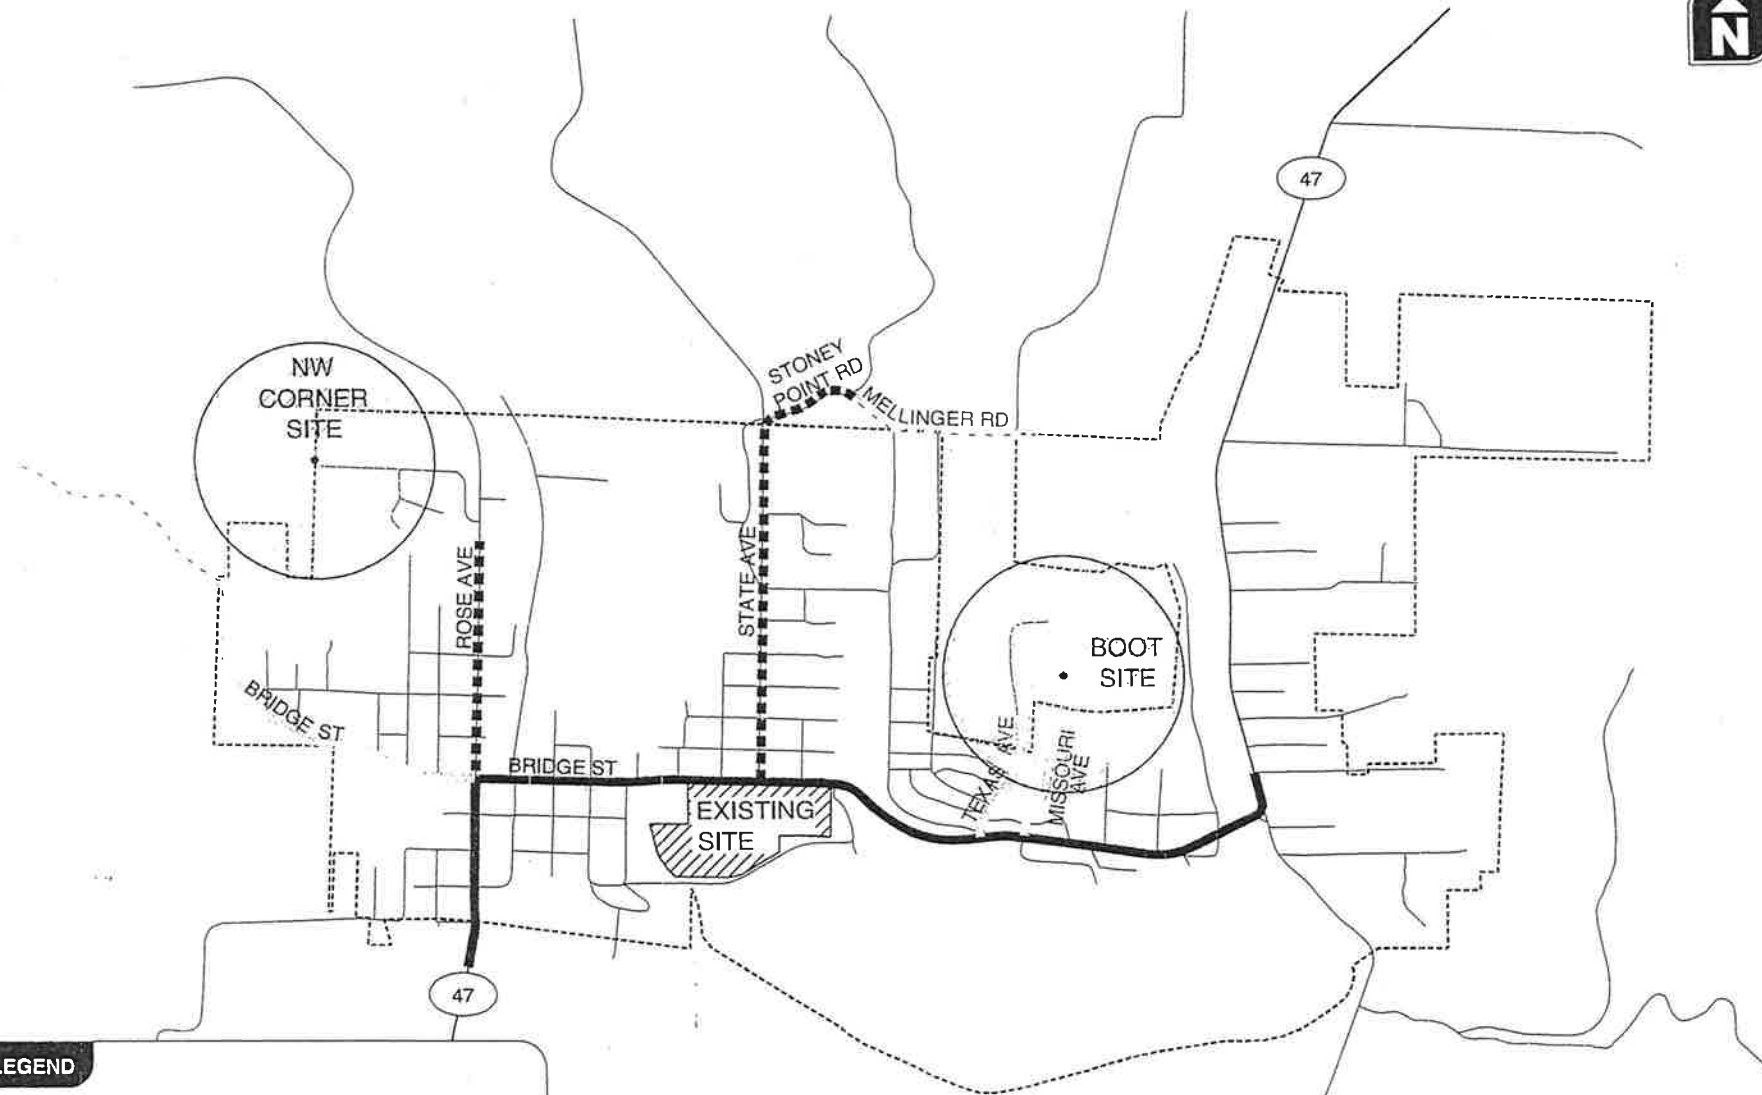 N
47
STONEY
POINT RD
MELLINGER RD
NW
CORNER
SITE
ROSE AVE
STATE AVE
BOOT
SITE
BRIDGE ST
BRIDGE ST
TEXAS AVE
MISSOURI
AVE
EXISTING
SITE
47
LEGEND